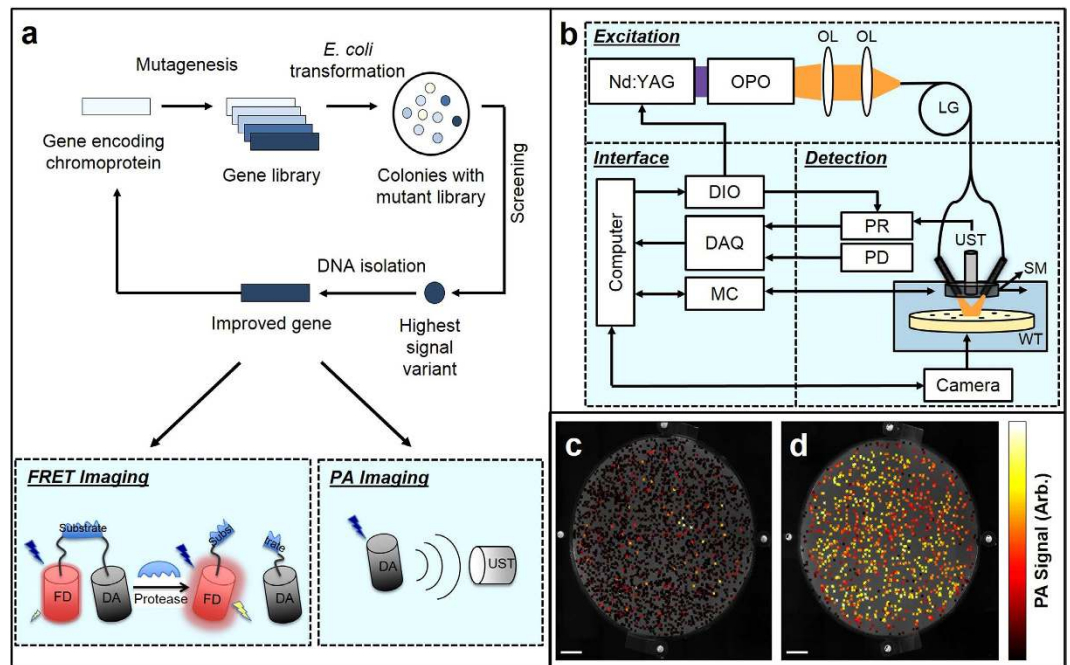 a
Mutagenesis
E. coli
transformation
Gene encoding
chromoprotein
Gene library
Colonies with
mutant library
Screening
DNA isolation
Improved gene
Highest
signal
variant
FRET Imaging
Substrate
FD
DA
Protease
Subs
FD
trate
DA
PA Imaging
DA
UST
b
Excitation
OL
OL
Nd:YAG
OPO
LG
Interface
Detection
Computer
DIO
DAQ
MC
PR
PD
UST
SM
WT
Camera
c
d
PA Signal (Arb.)